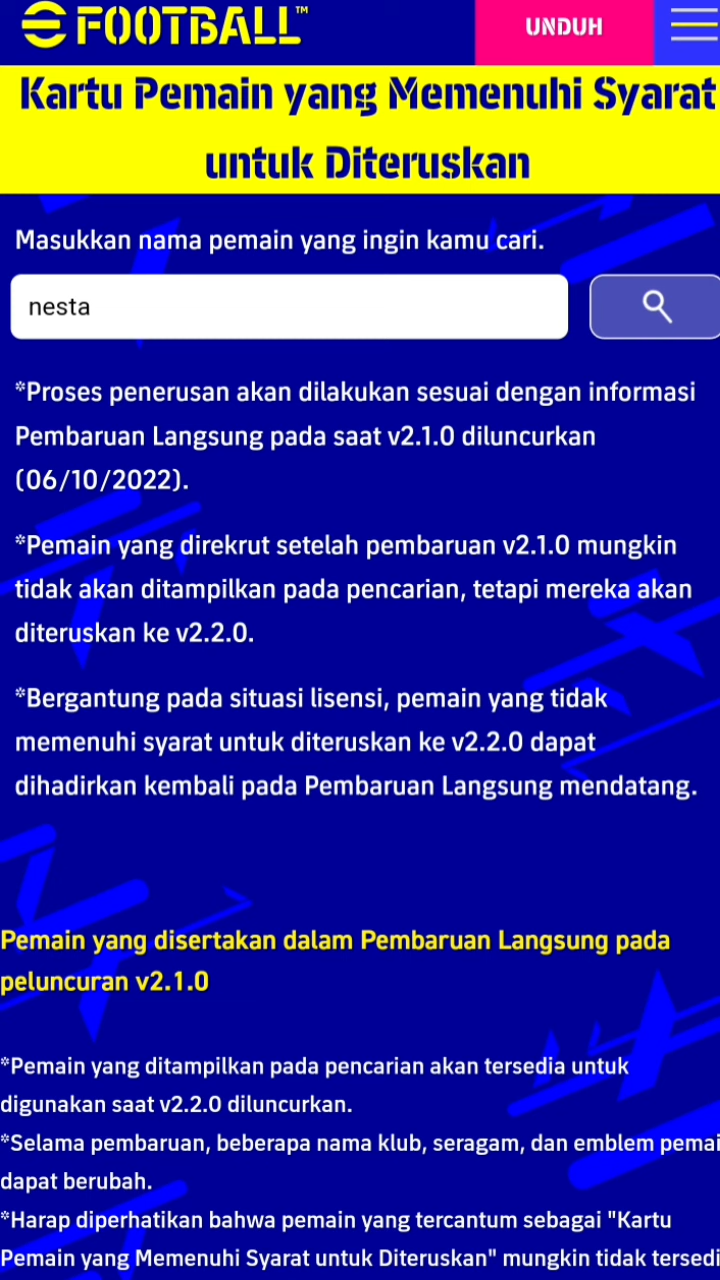 FOOTBALL™
UNDUH
Kartu Pemain yang Memenuhi Syarat
untuk Diteruskan
Masukkan nama pemain yang ingin kamu cari.
nesta
*Proses penerusan akan dilakukan sesuai dengan informasi
Pembaruan Langsung pada saat v2.1.0 diluncurkan
(06/10/2022).
*Pemain yang direkrut setelah pembaruan v2.1.0 mungkin
tidak akan ditampilkan pada pencarian, tetapi mereka akan
diteruskan ke v2.2.0.
*Bergantung pada situasi lisensi, pemain yang tidak
memenuhi syarat untuk diteruskan ke v2.2.0 dapat
dihadirkan kembali pada Pembaruan Langsung mendatang.
Pemain yang disertakan dalam Pembaruan Langsung pada
peluncuran v2.1.0
*Pemain yang ditampilkan pada pencarian akan tersedia untuk
digunakan saat v2.2.0 diluncurkan.
*Selama pembaruan, beberapa nama klub, seragam, dan emblem pemai
dapat berubah.
*Harap diperhatikan bahwa pemain yang tercantum sebagai "Kartu
Pemain yang Memenuhi Syarat untuk Diteruskan" mungkin tidak tersedi